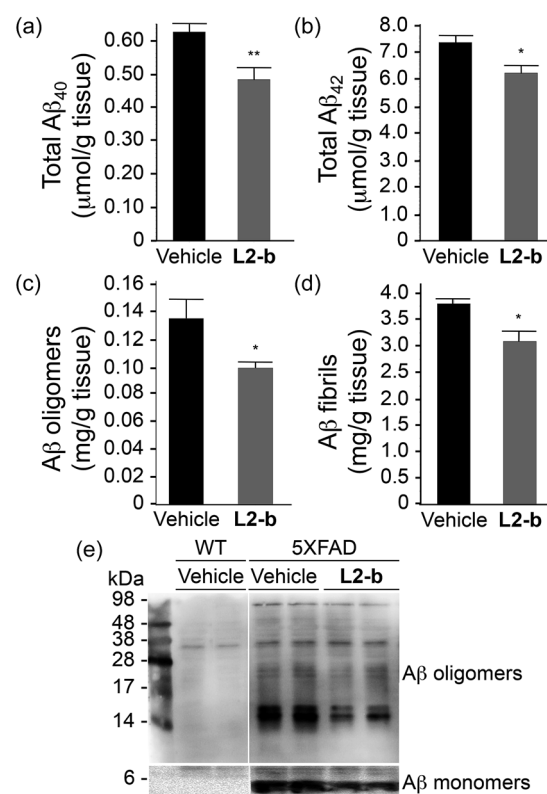 (a)
Total Aβ40
(μmol/g tissue)
0.60
0.50
0.40
0.30
0.20
0.10
0
**
Vehicle L2-b
(b)
Total Aβ42
(μmol/g tissue)
8.0
7.0
6.0
5.0
4.0
3.0
2.0
1.0
0
*
Vehicle L2-b
(c)
Aβ oligomers
(mg/g tissue)
0.16
0.14
0.12
0.10
0.08
0.06
0.04
0.02
0
*
Vehicle L2-b
(d)
Aβ fibrils
(mg/g tissue)
4.0
3.5
3.0
2.5
2.0
1.5
1.0
0.5
0
*
Vehicle L2-b
(e)
WT 5XFAD
Vehicle Vehicle L2-b
kDa
98 -
48 -
38 -
28 -
17 -
14 -
6 -
Aβ oligomers
Aβ monomers